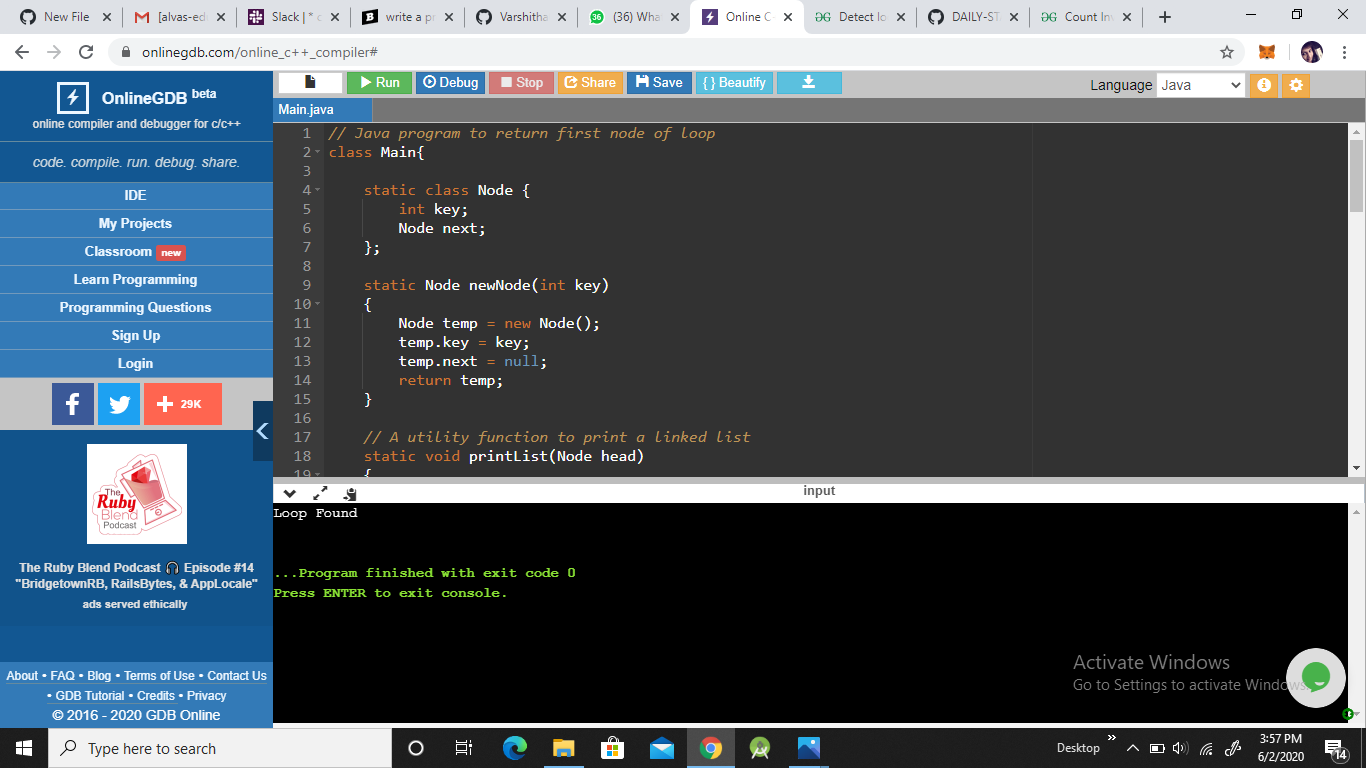 New File
[alvas-ed
Slack | * c
write a pr
Varshitha
(36) Wha
Online C
Detect lo
DAILY-ST
Count Inv
onlinegdb.com/online_c++_compiler#
OnlineGDB beta
online compiler and debugger for c/c++
code. compile. run. debug. share.
IDE
My Projects
Classroom new
Learn Programming
Programming Questions
Sign Up
Login
29K
The
Ruby
Blend
Podcast
The Ruby Blend Podcast 🎧 Episode #14
"BridgetownRB, RailsBytes, & AppLocale"
ads served ethically
About • FAQ • Blog • Terms of Use • Contact Us
• GDB Tutorial • Credits • Privacy
© 2016 - 2020 GDB Online
Run Debug Stop Share Save { } Beautify
Language Java
Main.java
1 // Java program to return first node of loop
2 class Main{
3
4 static class Node {
5 int key;
6 Node next;
7 };
8
9 static Node newNode(int key)
10 {
11 Node temp = new Node();
12 temp.key = key;
13 temp.next = null;
14 return temp;
15 }
16
17 // A utility function to print a linked list
18 static void printList(Node head)
19 {
input
Loop Found
...Program finished with exit code 0
Press ENTER to exit console.
Activate Windows
Go to Settings to activate Windows.
Type here to search
Desktop
3:57 PM
6/2/2020
14